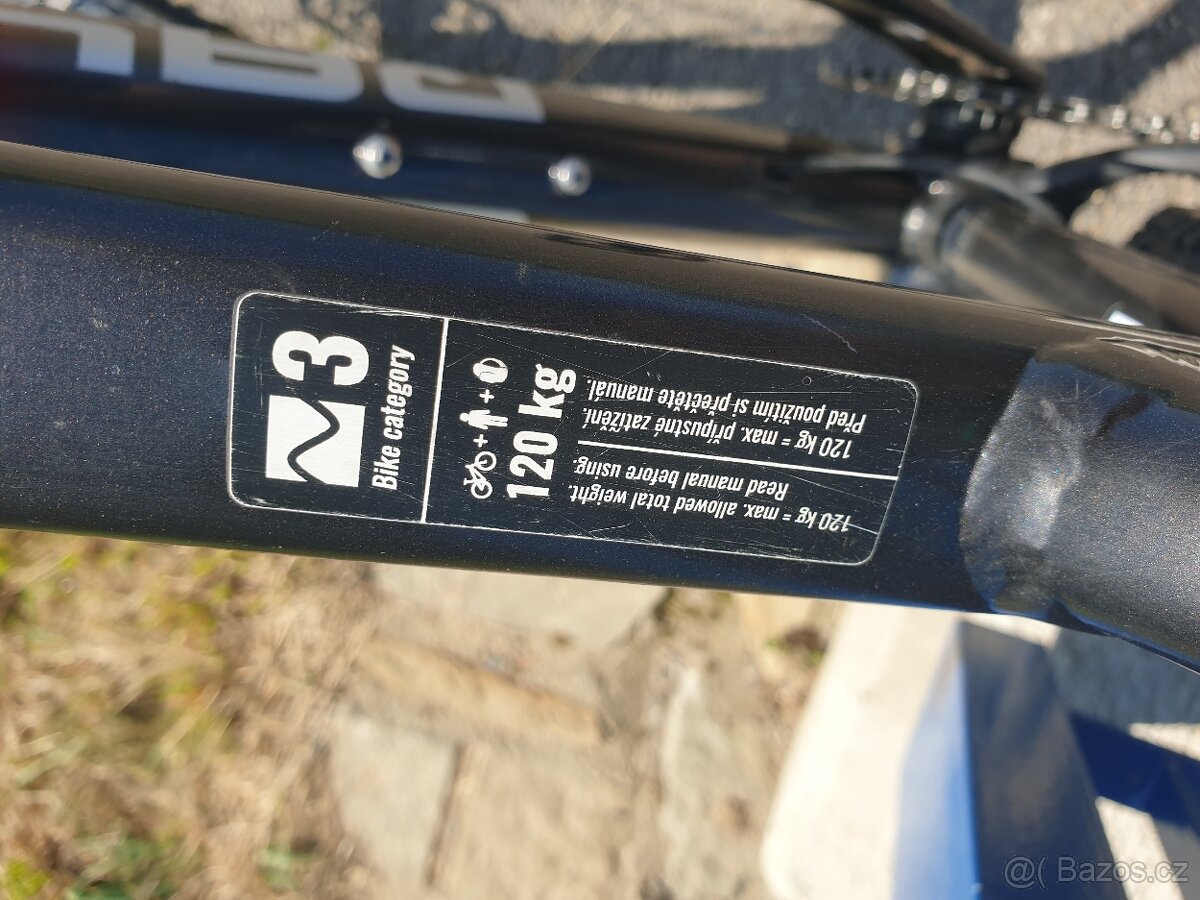 3
Bike category
120 kg
120 kg = max. allowed total weight.
Read manual before using.
120 kg = max. přípustné zatížení.
Před použitím si přečtěte manuál.
@( Bazos.cz